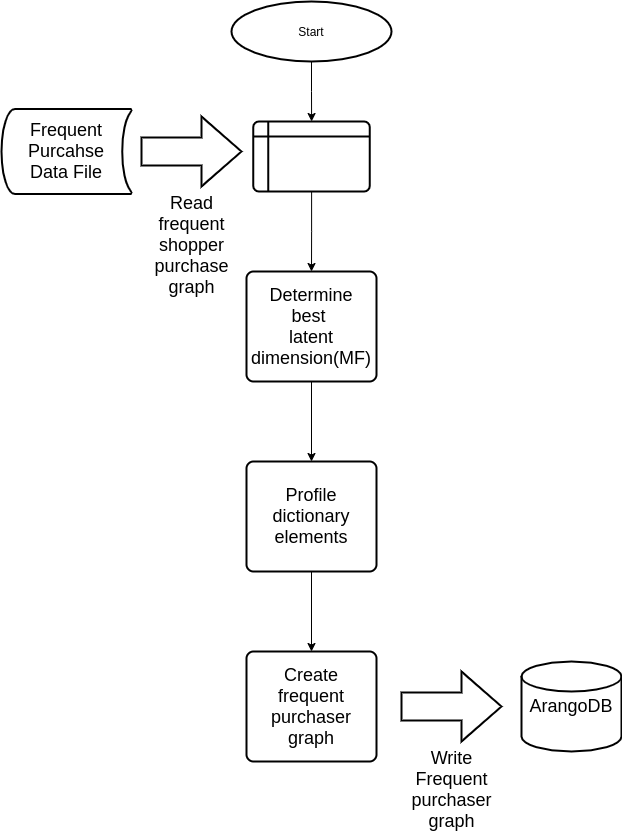 Start
Frequent
Purcahse
Data File
Read
frequent
shopper
purchase
graph
Determine
best
latent
dimension(MF)
Profile
dictionary
elements
Create
frequent
purchaser
graph
ArangoDB
Write
Frequent
purchaser
graph